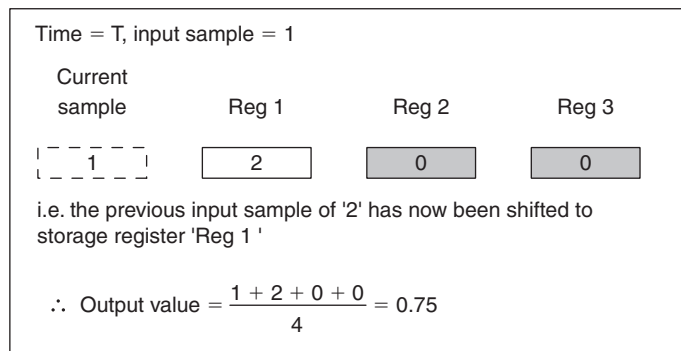 Time = T, input sample = 1
Current
sample Reg 1 Reg 2 Reg 3
1 2 0 0
i.e. the previous input sample of '2' has now been shifted to
storage register 'Reg 1 '
∴ Output value = 1 + 2 + 0 + 0 / 4 = 0.75